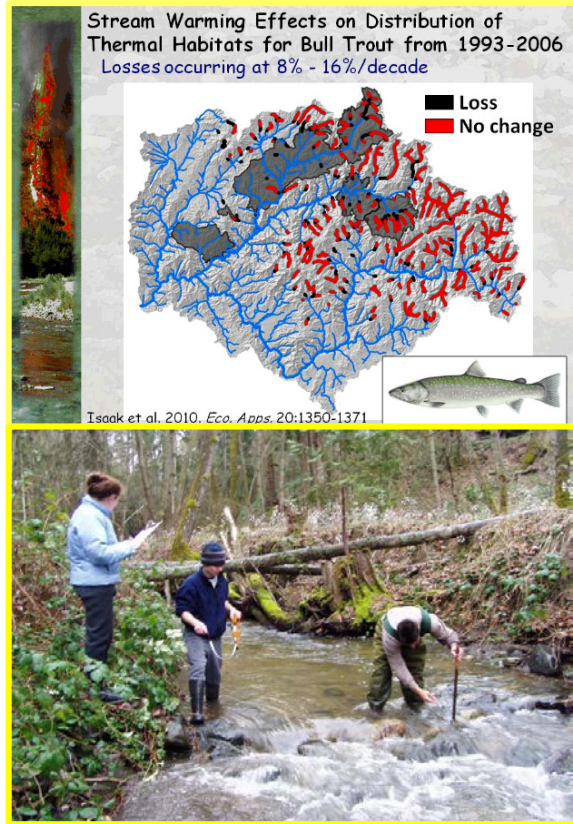 Stream Warming Effects on Distribution of
Thermal Habitats for Bull Trout from 1993-2006
Losses occurring at 8% - 16%/decade
Loss
No change
Isaak et al. 2010. Eco. Apps. 20:1350-1371